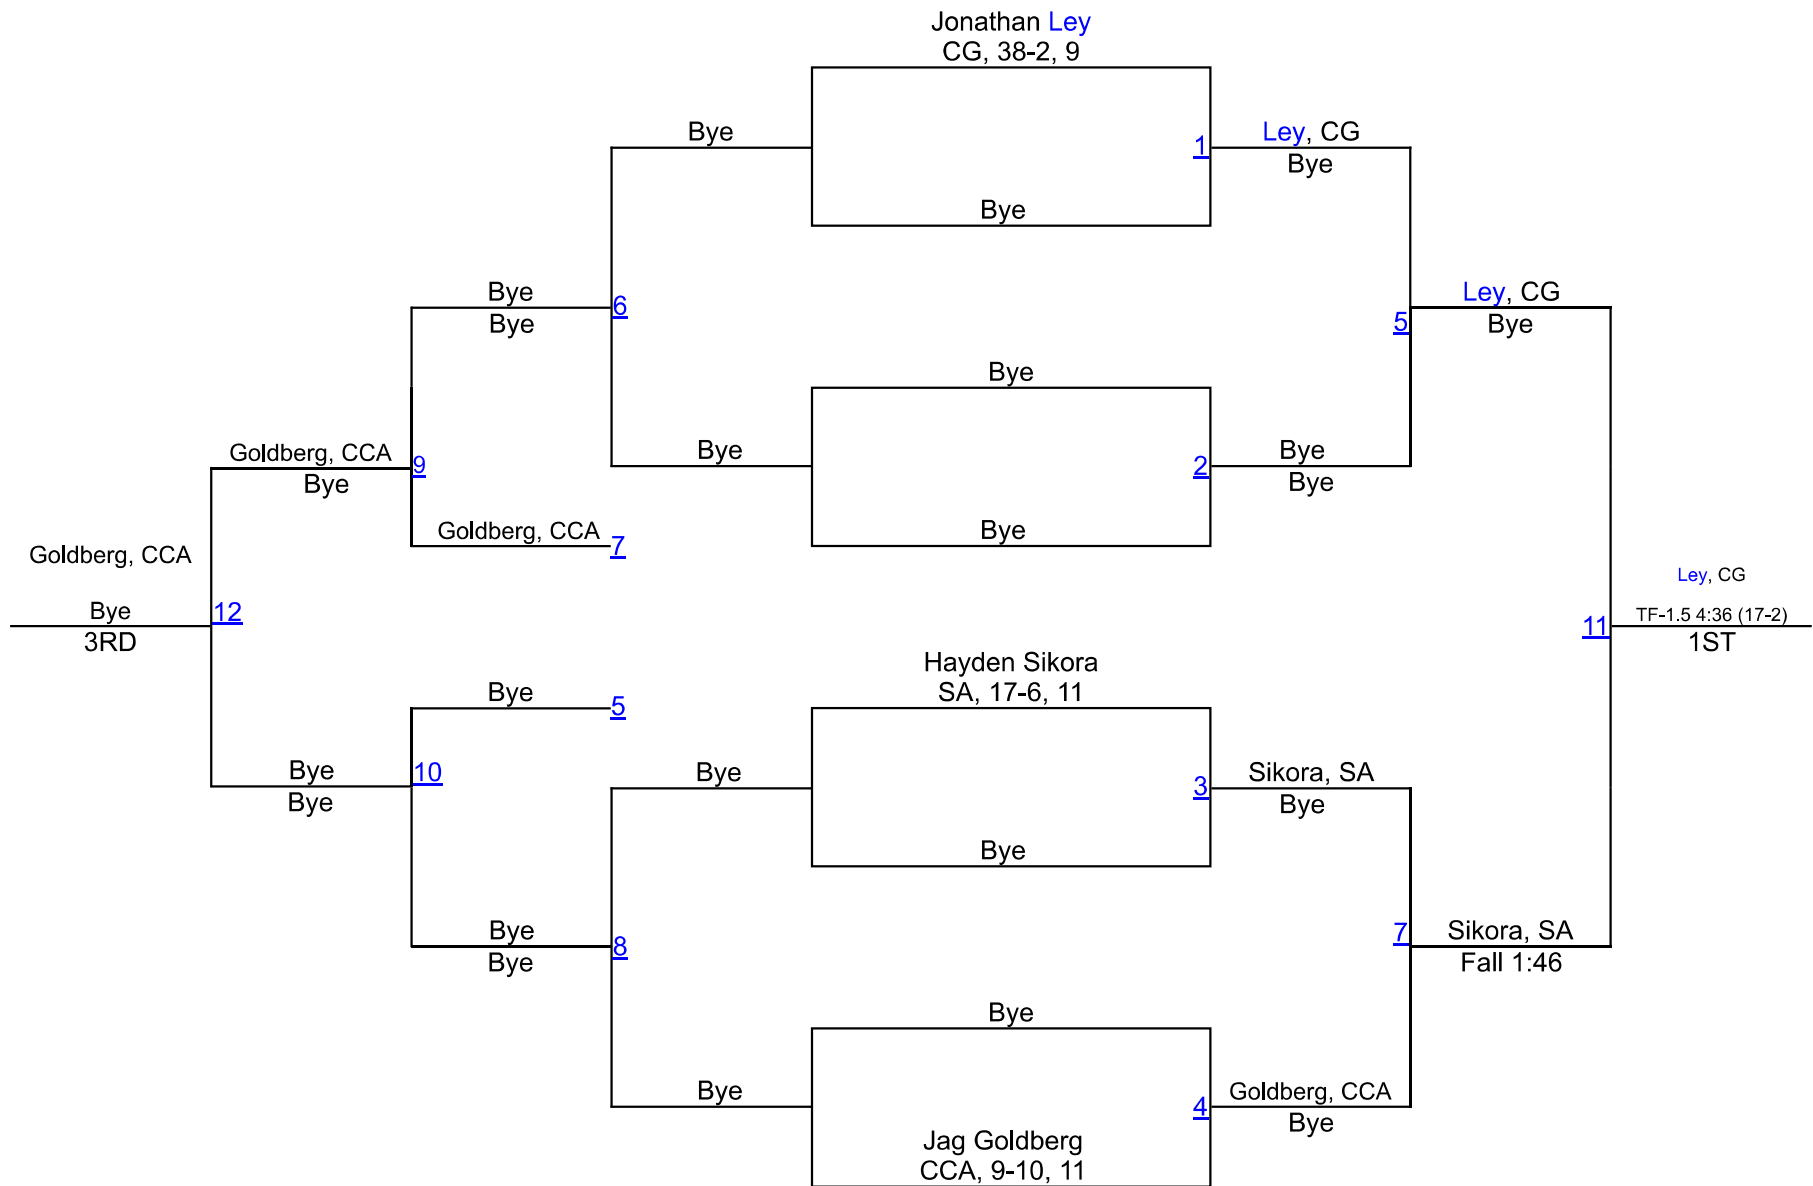 Jonathan Ley
CG, 38-2, 9
Bye
1
Ley, CG
Bye
Bye
Bye
6
Bye
5
Ley, CG
Bye
Bye
Bye
2
Bye
Bye
Bye
Goldberg, CCA
9
Bye
Goldberg, CCA
7
Goldberg, CCA
Bye
12
3RD
Ley, CG
TF-1.5 4:36 (17-2)
11
1ST
Hayden Sikora
SA, 17-6, 11
Bye
5
Bye
10
Bye
Bye
3
Sikora, SA
Bye
Bye
Bye
8
Bye
7
Sikora, SA
Fall 1:46
Bye
Bye
4
Goldberg, CCA
Bye
Jag Goldberg
CCA, 9-10, 11